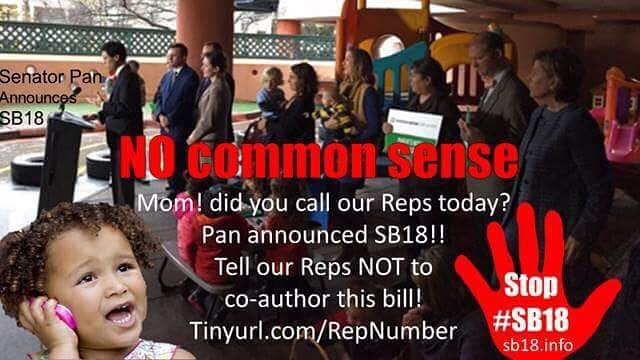 Senator Pan
Announces
SB18
NO common sense
Mom! did you call our Reps today?
Pan announced SB18!!
Tell our Reps NOT to
co-author this bill!
Tinyurl.com/RepNumber
Stop
#SB18
sb18.info